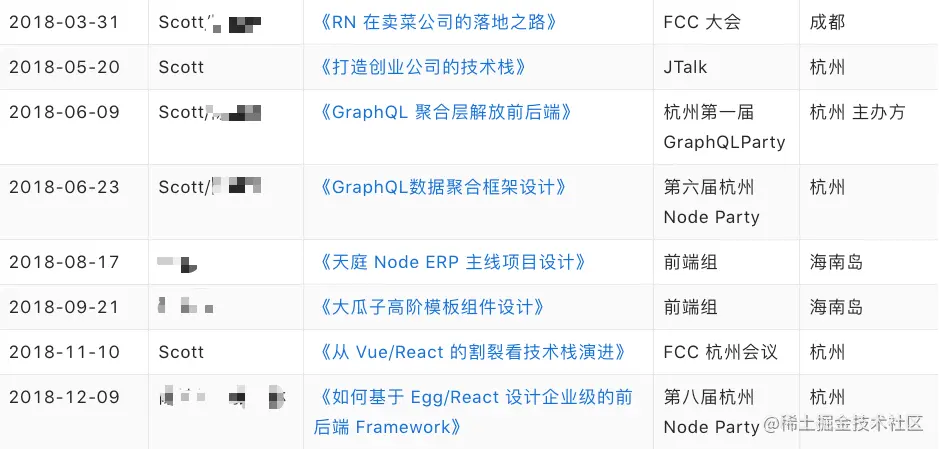 2018-03-31 Scott/ 《RN 在卖菜公司的落地之路》 FCC 大会 成都
2018-05-20 Scott 《打造创业公司的技术栈》 JTalk 杭州
2018-06-09 Scott/ 《GraphQL 聚合层解放前后端》 杭州第一届 杭州 主办方
GraphQLParty
2018-06-23 Scott/ 《GraphQL数据聚合框架设计》 第六届杭州 杭州
Node Party
2018-08-17 《天庭 Node ERP 主线项目设计》 前端组 海南岛
2018-09-21 《大瓜子高阶模板组件设计》 前端组 海南岛
2018-11-10 Scott 《从 Vue/React 的割裂看技术栈演进》 FCC 杭州会议 杭州
2018-12-09 《如何基于 Egg/React 设计企业级的前 第八届杭州 杭州
后端 Framework》 Node Party
@稀土掘金技术社区